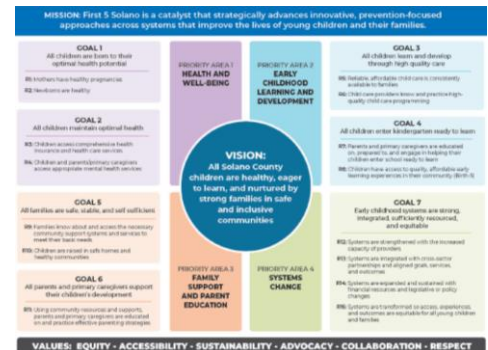 MISSION: First 5 Solano is a catalyst that strategically advances innovative, prevention-focused
approaches across systems that improve the lives of young children and their families.
GOAL 1
All children are born to their
optimal health potential
R1: Mothers have healthy pregnancies
R2: Newborns are healthy
GOAL 2
All children maintain optimal health
R3: Children access comprehensive health
insurance and health care services
R4: Children and parents/primary caregivers
access appropriate mental health services
PRIORITY AREA 1
HEALTH AND
WELL-BEING
PRIORITY AREA 2
EARLY
CHILDHOOD
LEARNING AND
DEVELOPMENT
GOAL 3
All children learn and develop
through high quality care
R5: Reliable, affordable child care is consistently
available to families
R6: Child care providers know and practice high-
quality child care programming
GOAL 4
All children enter kindergarten ready to learn
R7: Parents and primary caregivers are educated
on, prepared to, and engage in helping their
children enter school ready to learn
R8: Children have access to quality, affordable early
learning experiences in their community (Birth-5)
VISION:
All Solano County
children are healthy, eager
to learn, and nurtured by
strong families in safe
and inclusive
communities
GOAL 5
All families are safe, stable, and self sufficient
R9: Families know about and access the necessary
community support systems and services to
meet their basic needs
R10: Children are raised in safe homes and
healthy communities
GOAL 6
All parents and primary caregivers support
their children's development
R11: Using community resources and supports,
parents and primary caregivers are educated
on and practice effective parenting strategies
PRIORITY AREA 3
FAMILY
SUPPORT
AND PARENT
EDUCATION
PRIORITY AREA 4
SYSTEMS
CHANGE
GOAL 7
Early childhood systems are strong,
integrated, sufficiently resourced, and
equitable
R12: Systems are strengthened with the increased
capacity of providers
R13: Systems are integrated with cross-sector
partnerships and aligned goals, services,
and outcomes
R14: Systems are expanded and sustained with
financial resources and legislative or policy
changes
R15: Systems are transformed so access, experiences,
and outcomes are equitable for all young children
and families
VALUES: EQUITY - ACCESSIBILITY - SUSTAINABILITY - ADVOCACY - COLLABORATION - RESPECT